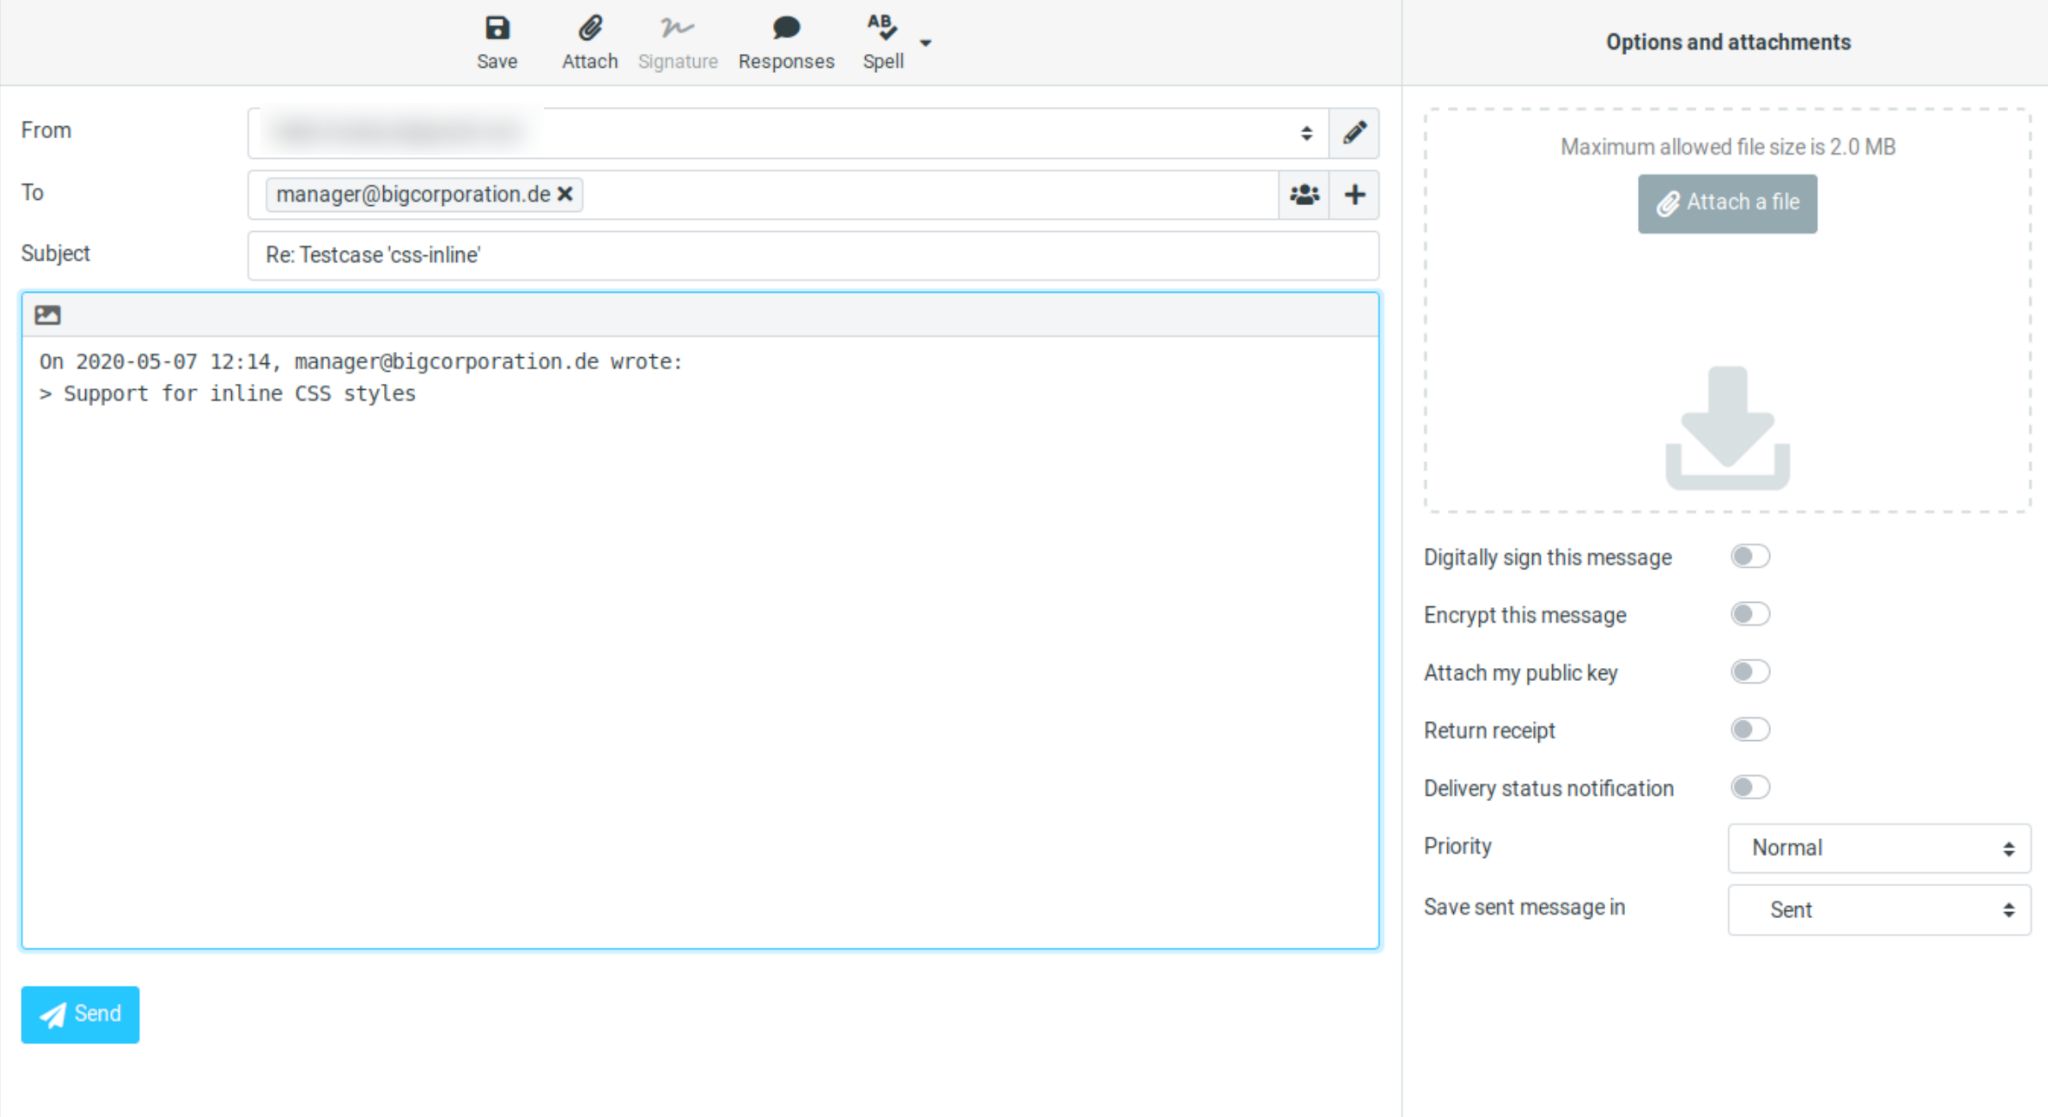 Save Attach Signature Responses AB Spell
Options and attachments
From
To manager@bigcorporation.de
Subject Re: Testcase 'css-inline'
On 2020-05-07 12:14, manager@bigcorporation.de wrote:
> Support for inline CSS styles
Send
Maximum allowed file size is 2.0 MB
Attach a file
Digitally sign this message
Encrypt this message
Attach my public key
Return receipt
Delivery status notification
Priority Normal
Save sent message in Sent